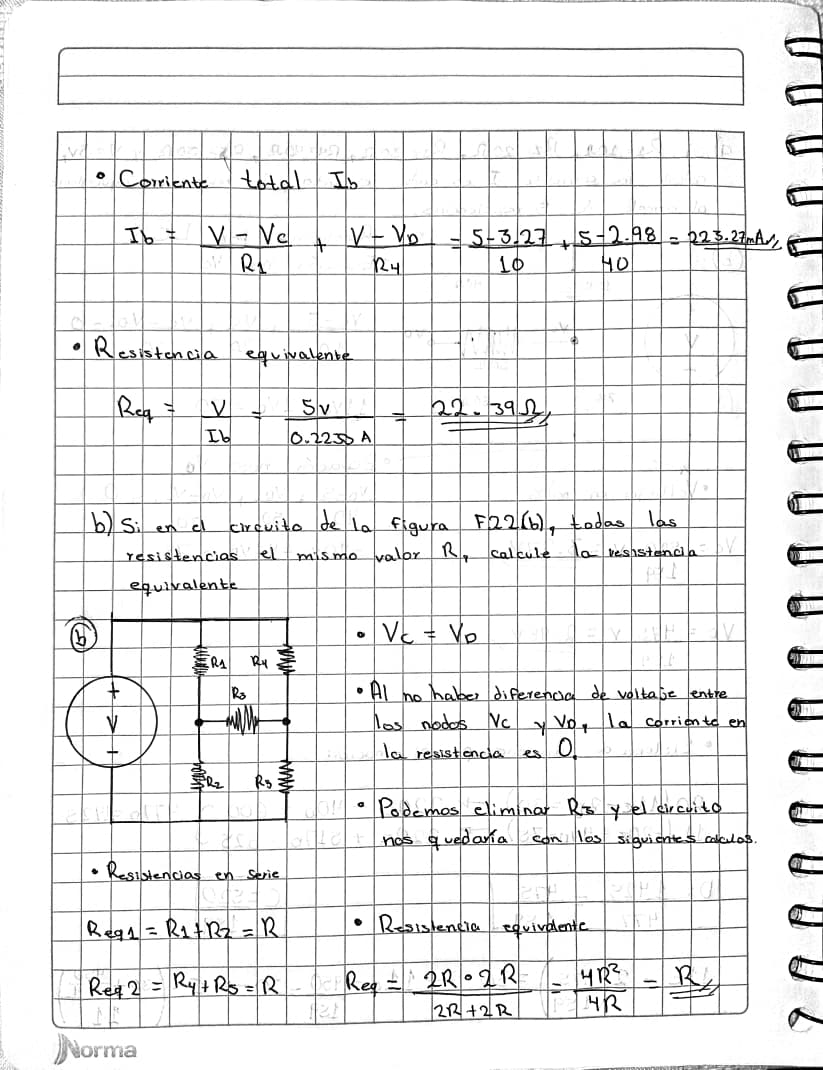 • Corriente total Ib
Ib = V - Vc / R1 + V - VD / R4 = 5-3.27 / 10 + 5-2.98 / 40 = 223.27mA
• Resistencia equivalente
Req = V / Ib = 5v / 0.2233 A = 22.39 Ω
b) Si en el circuito de la figura F22(b), todas las
resistencias el mismo valor R, calcule la resistencia
equivalente
b
R1 R4
R3
+
V
-
R2 R5
• Vc = VD
• Al no haber diferencia de voltaje entre
los nodos Vc y VD, la corriente en
la resistencia es 0.
• Podemos eliminar R3 y el circuito
nos quedaría con los siguientes calculos.
• Resistencias en serie
Req1 = R1+R2 = R
Req2 = R4+R5 = R
• Resistencia equivalente
Req = 2R • 2R / 2R+2R = 4R² / 4R = R
Norma